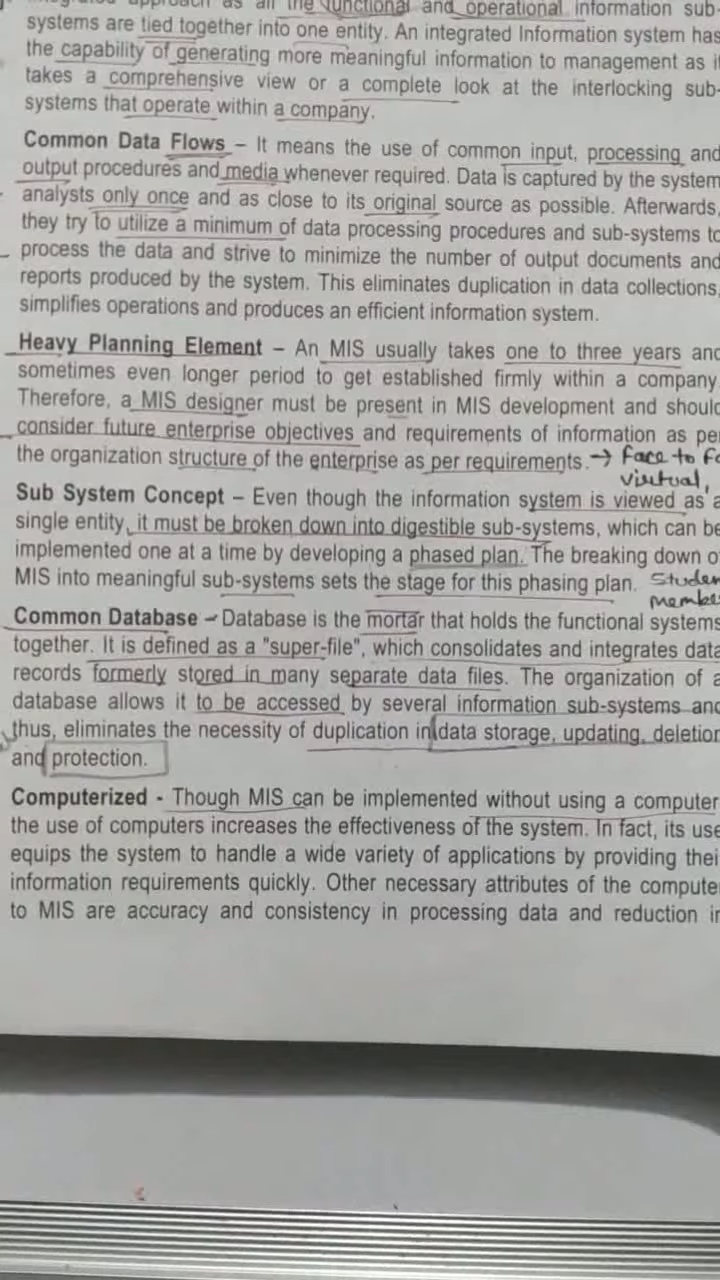 approach as all the functional and operational information sub-
systems are tied together into one entity. An integrated Information system has
the capability of generating more meaningful information to management as it
takes a comprehensive view or a complete look at the interlocking sub-
systems that operate within a company.
Common Data Flows – It means the use of common input, processing and
output procedures and media whenever required. Data is captured by the system
analysts only once and as close to its original source as possible. Afterwards,
they try to utilize a minimum of data processing procedures and sub-systems to
process the data and strive to minimize the number of output documents and
reports produced by the system. This eliminates duplication in data collections,
simplifies operations and produces an efficient information system.
Heavy Planning Element – An MIS usually takes one to three years and
sometimes even longer period to get established firmly within a company
Therefore, a MIS designer must be present in MIS development and should
consider future enterprise objectives and requirements of information as per
the organization structure of the enterprise as per requirements. → face to fa
virtual,
Sub System Concept – Even though the information system is viewed as a
single entity, it must be broken down into digestible sub-systems, which can be
implemented one at a time by developing a phased plan. The breaking down o
MIS into meaningful sub-systems sets the stage for this phasing plan. Studen
membe
Common Database – Database is the mortar that holds the functional systems
together. It is defined as a "super-file", which consolidates and integrates data
records formerly stored in many separate data files. The organization of a
database allows it to be accessed by several information sub-systems and
thus, eliminates the necessity of duplication in data storage, updating, deletion
and protection.
Computerized - Though MIS can be implemented without using a computer
the use of computers increases the effectiveness of the system. In fact, its use
equips the system to handle a wide variety of applications by providing thei
information requirements quickly. Other necessary attributes of the compute
to MIS are accuracy and consistency in processing data and reduction in